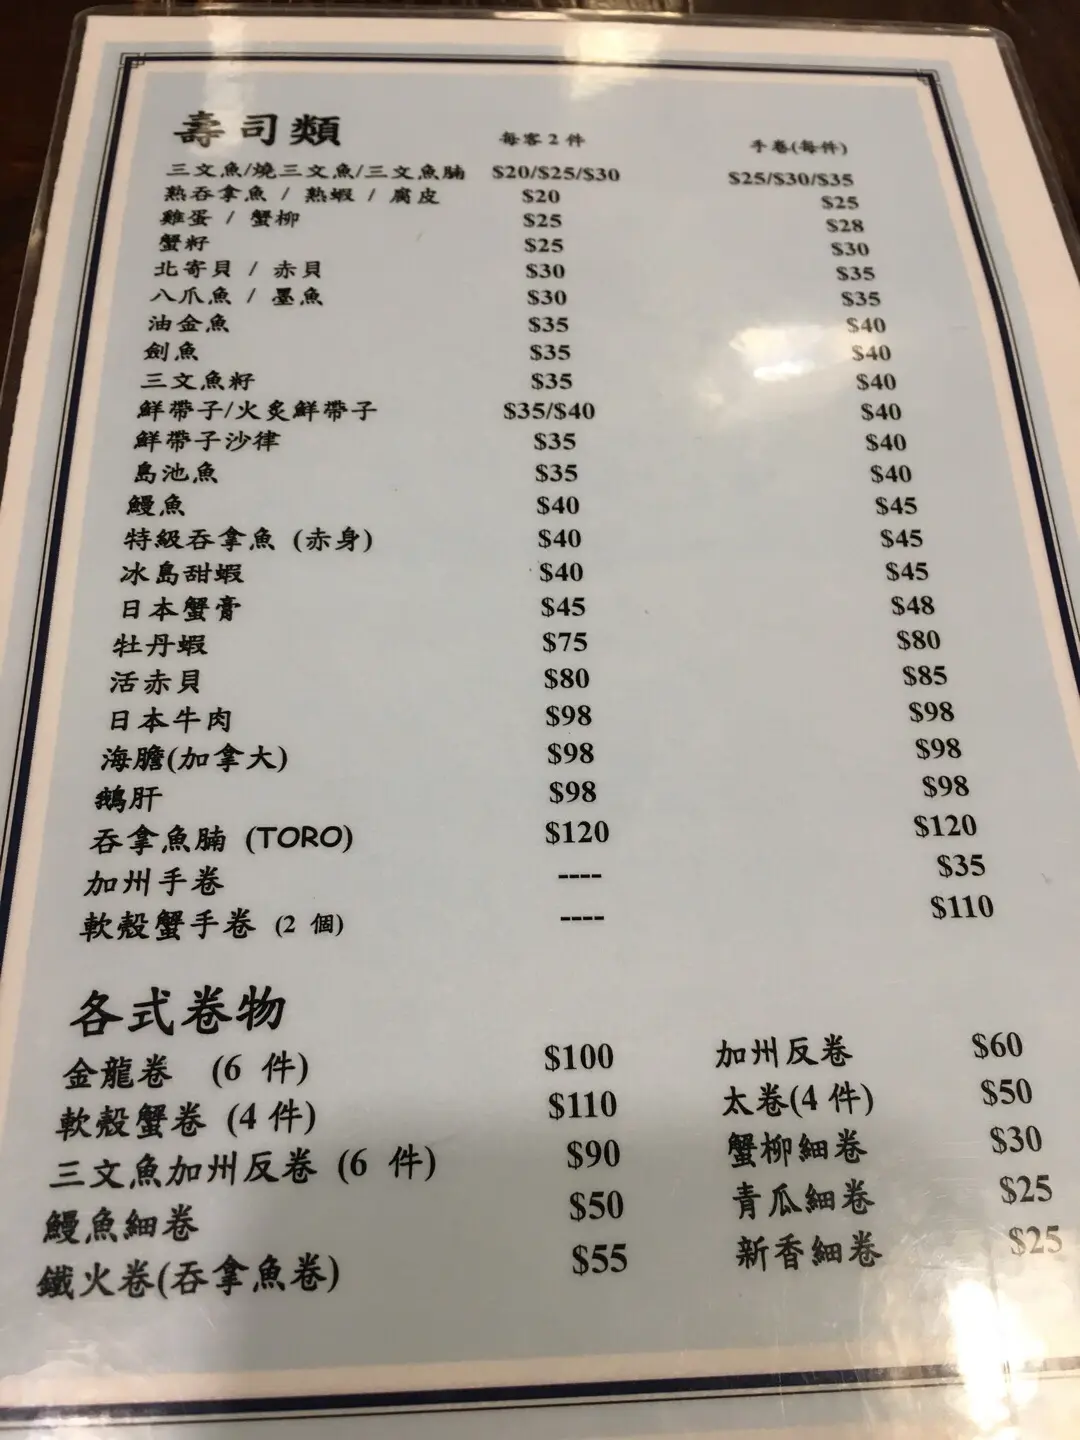 壽司類 每客2件 手卷(每件)
三文魚/燒三文魚/三文魚腩 $20/$25/$30 $25/$30/$35
熟吞拿魚 / 熟蝦 / 腐皮 $20 $25
雞蛋 / 蟹柳 $25 $28
蟹籽 $25 $30
北寄貝 / 赤貝 $30 $35
八爪魚 / 墨魚 $30 $35
油金魚 $35 $40
劍魚 $35 $40
三文魚籽 $35 $40
鮮帶子/火炙鮮帶子 $35/$40 $40
鮮帶子沙律 $35 $40
島池魚 $35 $40
鰻魚 $40 $45
特級吞拿魚 (赤身) $40 $45
冰島甜蝦 $40 $45
日本蟹膏 $45 $48
牡丹蝦 $75 $80
活赤貝 $80 $85
日本牛肉 $98 $98
海膽(加拿大) $98 $98
鵝肝 $98 $98
吞拿魚腩 (TORO) $120 $120
加州手卷 ---- $35
軟殼蟹手卷 (2 個) ---- $110
各式卷物
金龍卷 (6 件) $100 加州反卷 $60
軟殼蟹卷 (4件) $110 太卷(4 件) $50
三文魚加州反卷 (6 件) $90 蟹柳細卷 $30
鰻魚細卷 $50 青瓜細卷 $25
鐵火卷(吞拿魚卷) $55 新香細卷 $25